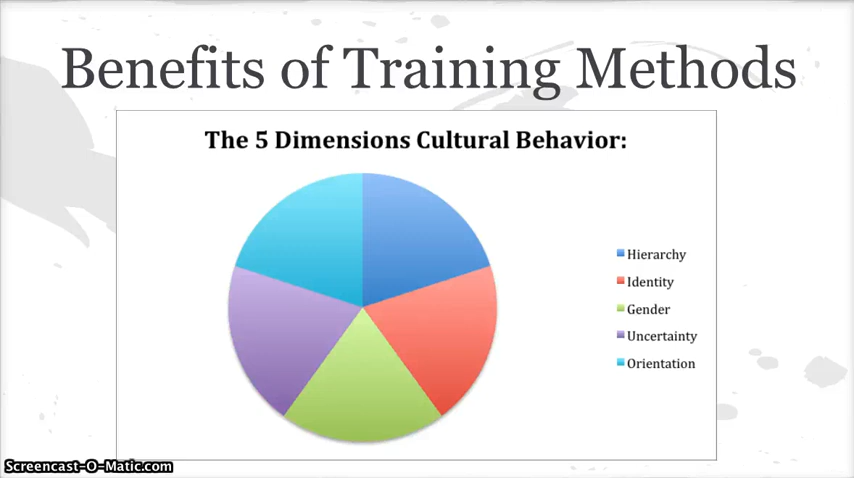 Benefits of Training Methods
The 5 Dimensions Cultural Behavior:
Hierarchy
Identity
Gender
Uncertainty
Orientation
Screencast-O-Matic.com